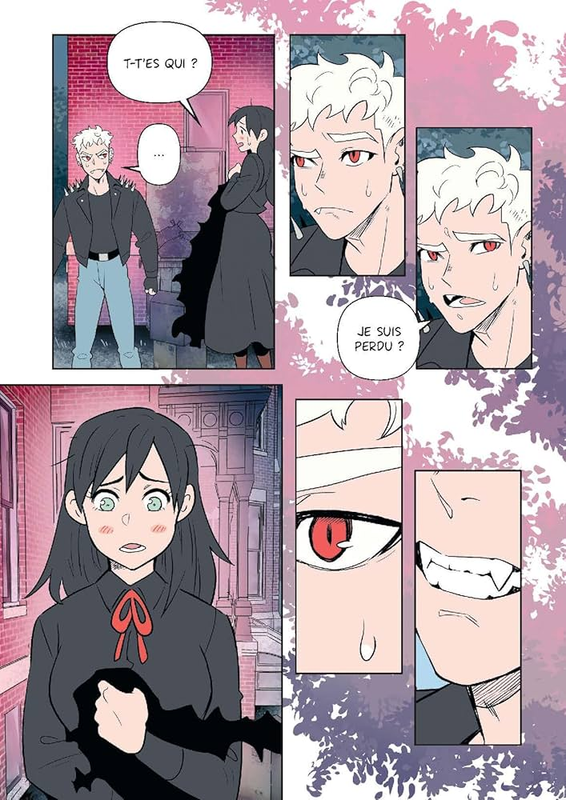 T-T'ES QUI ?
...
JE SUIS
PERDU ?